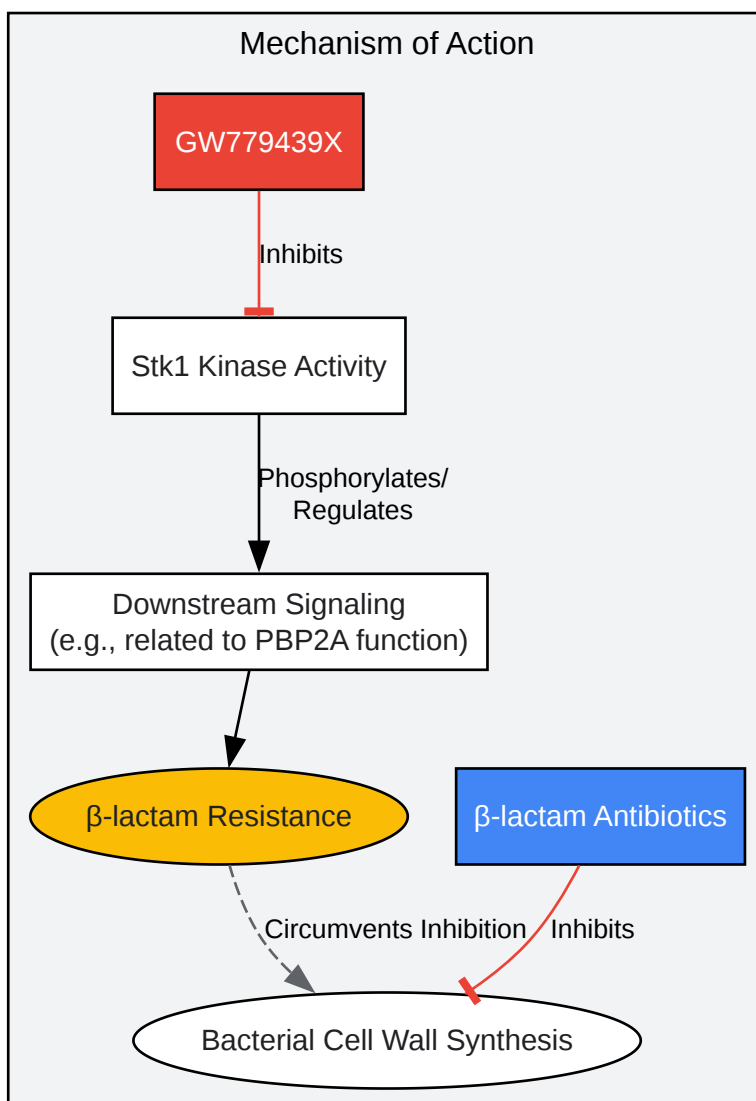 Mechanism of Action
GW779439X
Inhibits
Stk1 Kinase Activity
Phosphorylates/
Regulates
Downstream Signaling
(e.g., related to PBP2A function)
β-lactam Resistance
β-lactam Antibiotics
Circumvents Inhibition
Inhibits
Bacterial Cell Wall Synthesis